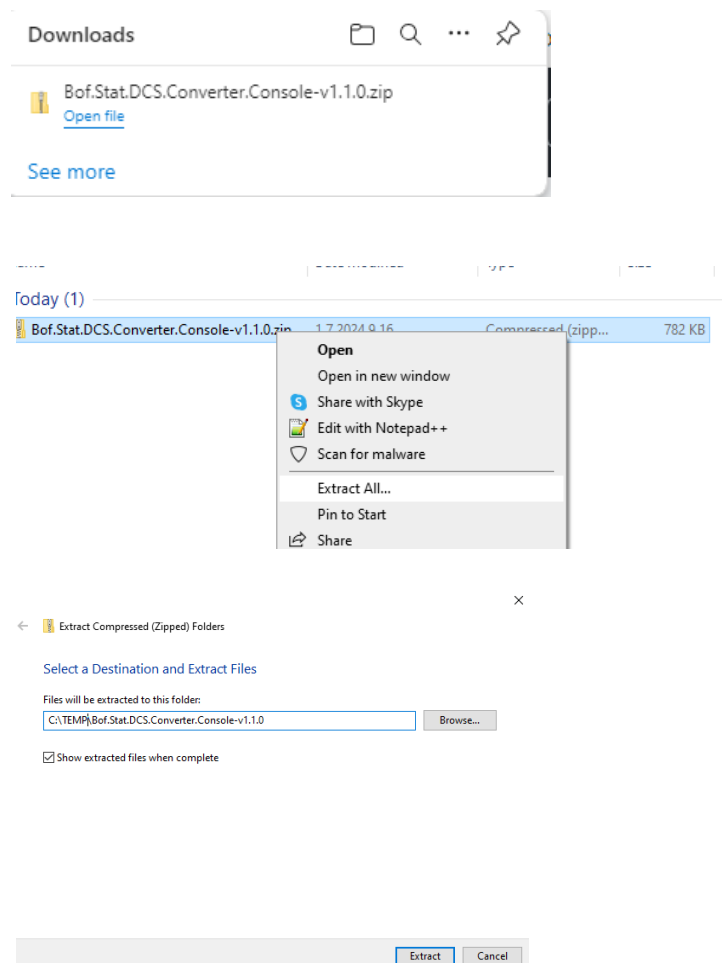 Downloads
Bof.Stat.DCS.Converter.Console-v1.1.0.zip
Open file
See more
Today (1)
Bof.Stat.DCS.Converter.Console-v1.1.0.zip 1.7.2024 9.16 Compressed (zipp... 782 KB
Open
Open in new window
Share with Skype
Edit with Notepad++
Scan for malware
Extract All...
Pin to Start
Share
Extract Compressed (Zipped) Folders
Select a Destination and Extract Files
Files will be extracted to this folder:
C:\TEMP\Bof.Stat.DCS.Converter.Console-v1.1.0 Browse...
Show extracted files when complete
Extract Cancel